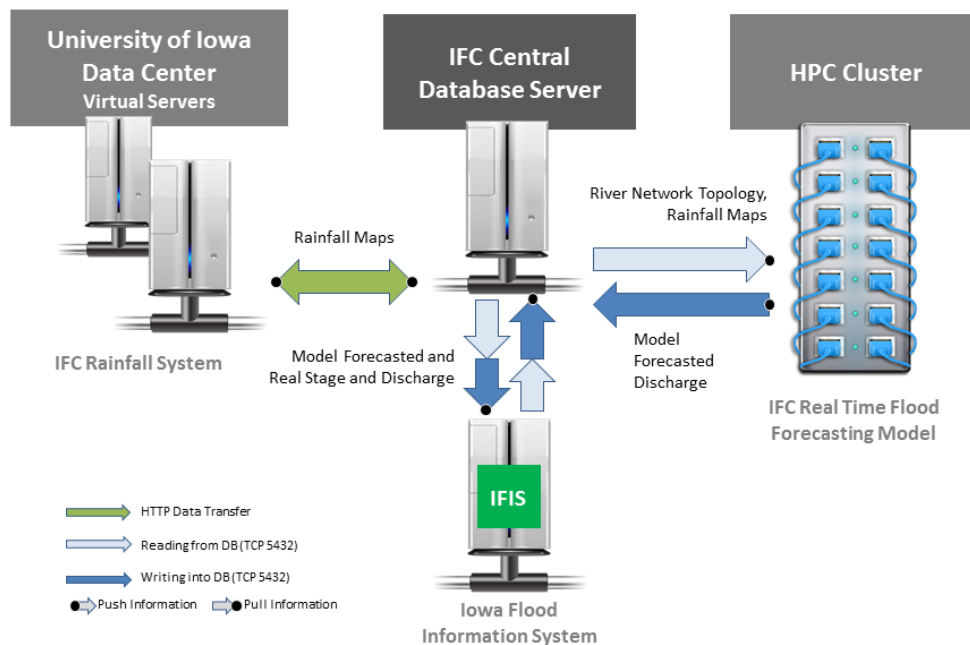 University of Iowa
Data Center
Virtual Servers
IFC Central
Database Server
HPC Cluster
River Network Topology,
Rainfall Maps
Rainfall Maps
IFC Rainfall System
Model Forecasted and
Real Stage and Discharge
Model
Forecasted
Discharge
IFC Real Time Flood
Forecasting Model
IFIS
HTTP Data Transfer
Reading from DB (TCP 5432)
Writing into DB (TCP 5432)
Push Information
Pull Information
Iowa Flood
Information System